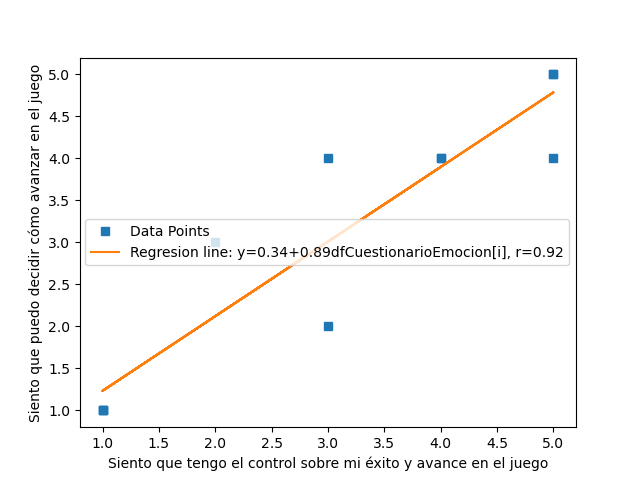 5.0
4.5
4.0
3.5
3.0
2.5
2.0
1.5
1.0
Siento que puedo decidir cómo avanzar en el juego
Data Points
Regresion line: y=0.34+0.89dfCuestionarioEmocion[i], r=0.92
1.0 1.5 2.0 2.5 3.0 3.5 4.0 4.5 5.0
Siento que tengo el control sobre mi éxito y avance en el juego